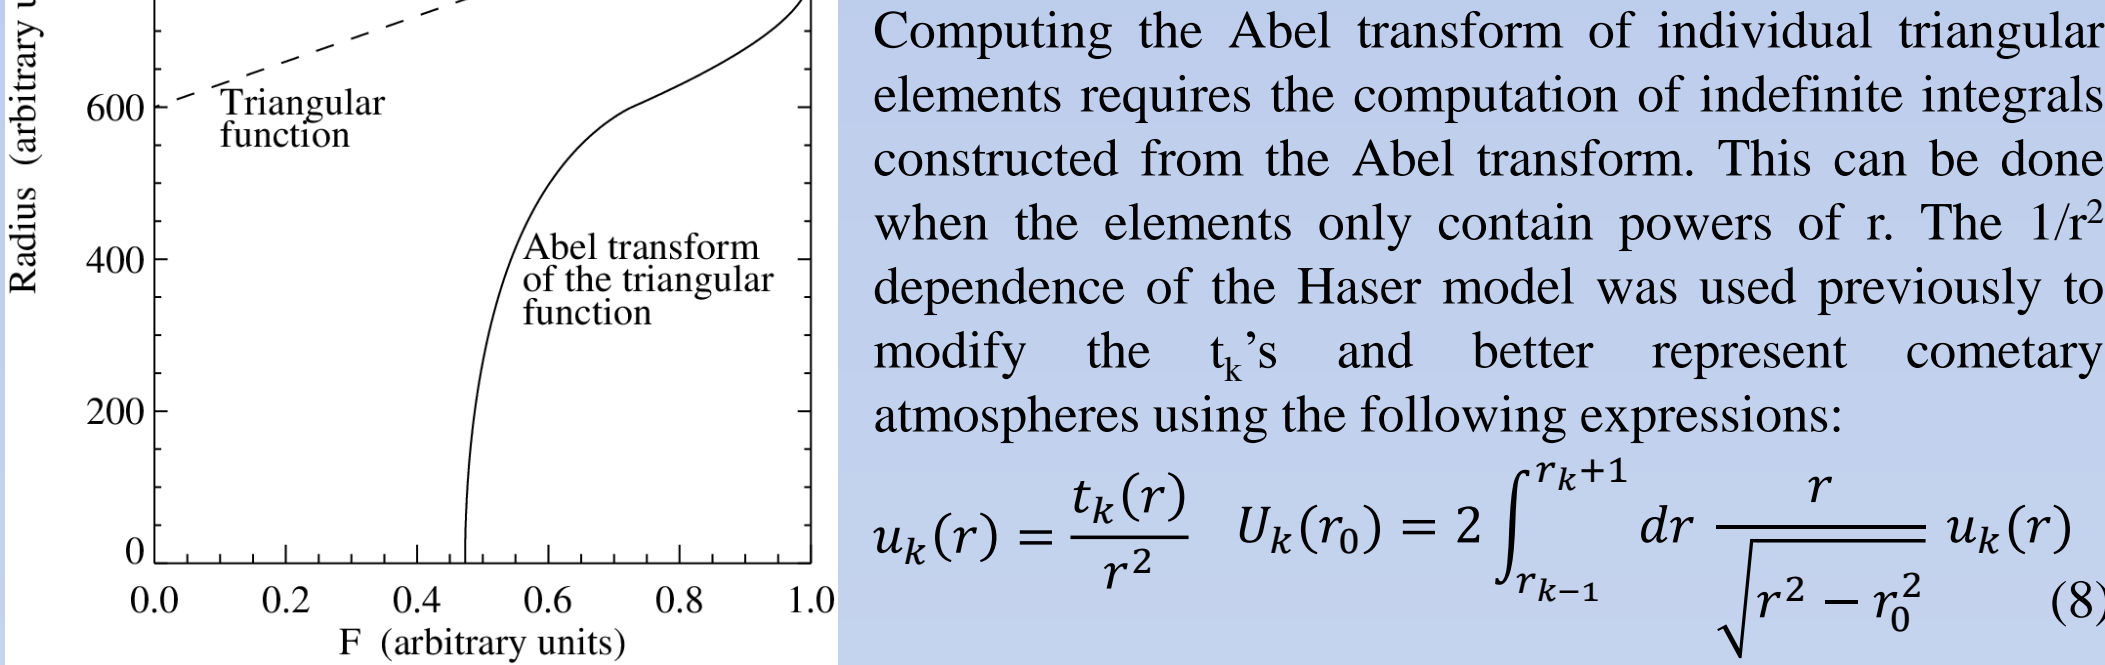 Radius (arbitrary u
600
400
200
0
Triangular
function
Abel transform
of the triangular
function
0.0 0.2 0.4 0.6 0.8 1.0
F (arbitrary units)
Computing the Abel transform of individual triangular
elements requires the computation of indefinite integrals
constructed from the Abel transform. This can be done
when the elements only contain powers of r. The 1/r²
dependence of the Haser model was used previously to
modify the tₖ’s and better represent cometary
atmospheres using the following expressions:
uₖ(r) = tₖ(r)/r² Uₖ(r₀) = 2 ∫_{rₖ₋₁}^{rₖ+1} dr r/√(r² − r₀²) uₖ(r)
(8)